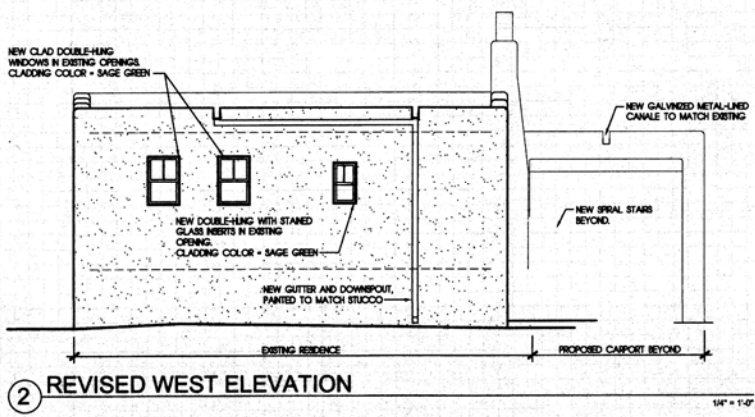 NEW CLAD DOUBLE-HUNG
WINDOWS IN EXISTING OPENINGS.
CLADDING COLOR = SAGE GREEN
NEW GALVINIZED METAL-LINED
CANALE TO MATCH EXISTING
NEW SPIRAL STAIRS
BEYOND.
NEW DOUBLE-HUNG WITH STAINED
GLASS INSERTS IN EXISTING
OPENING.
CLADDING COLOR = SAGE GREEN
NEW GUTTER AND DOWNSPOUT,
PAINTED TO MATCH STUCCO
EXISTING RESIDENCE
PROPOSED CARPORT BEYOND
2 REVISED WEST ELEVATION
1/4" = 1'-0"